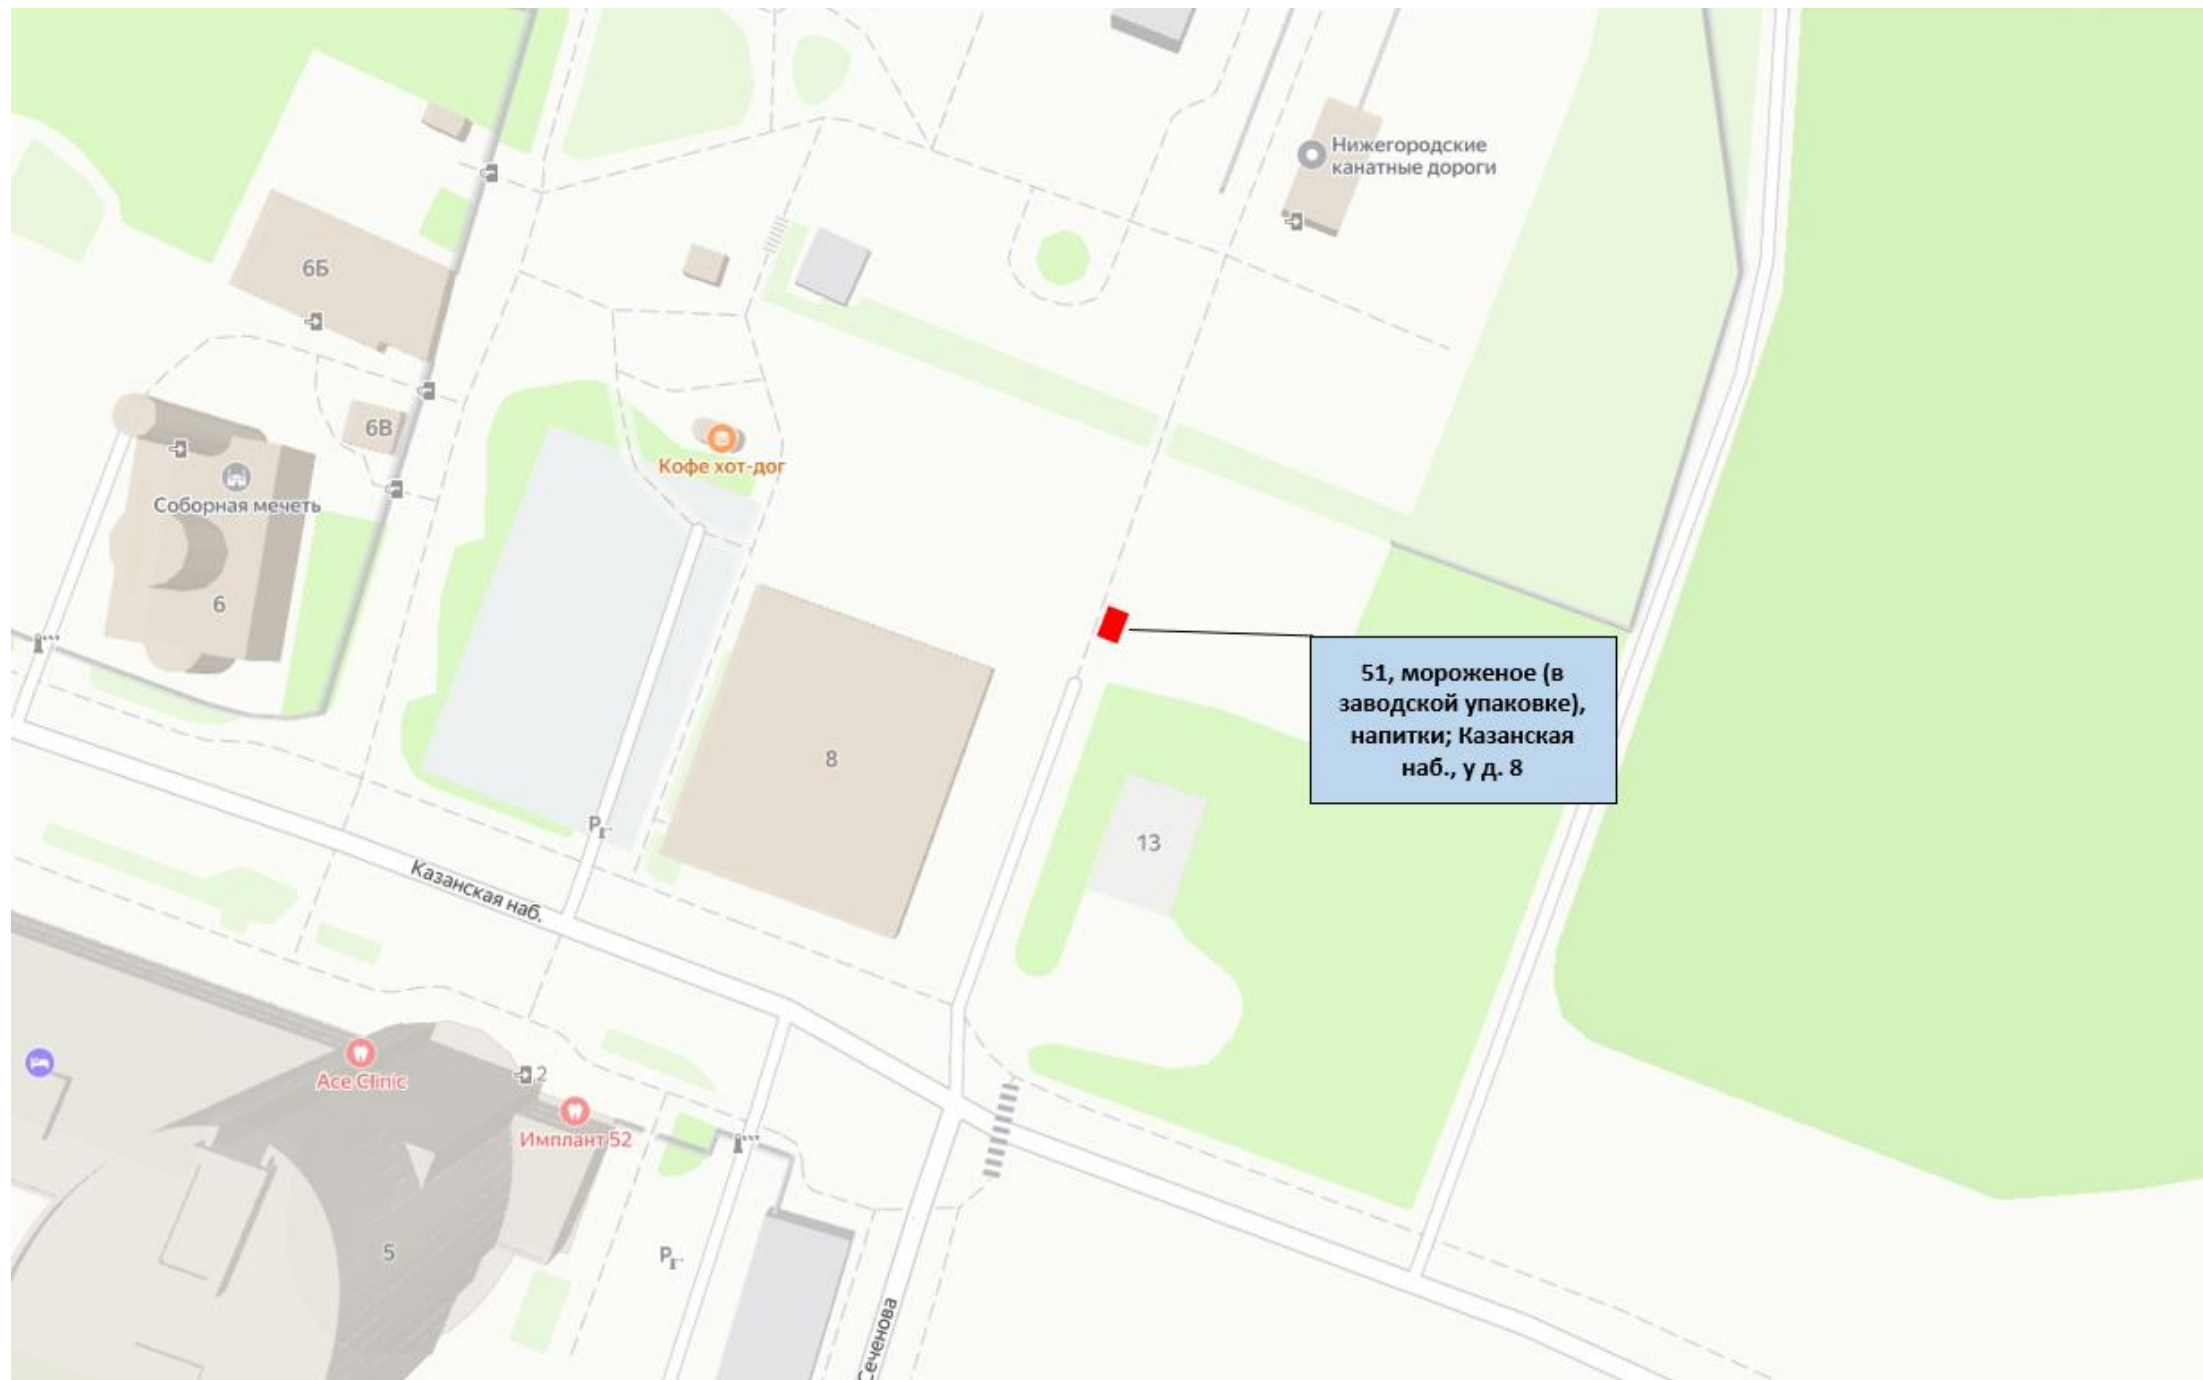 Нижегородские
канатные дороги
6Б
6В
Кофе хот-дог
Соборная мечеть
6
51, мороженое (в
заводской упаковке),
напитки; Казанская
наб., у д. 8
8
P
13
Казанская наб.
Ace Clinic
2
Имплант 52
5
P
Сеченова